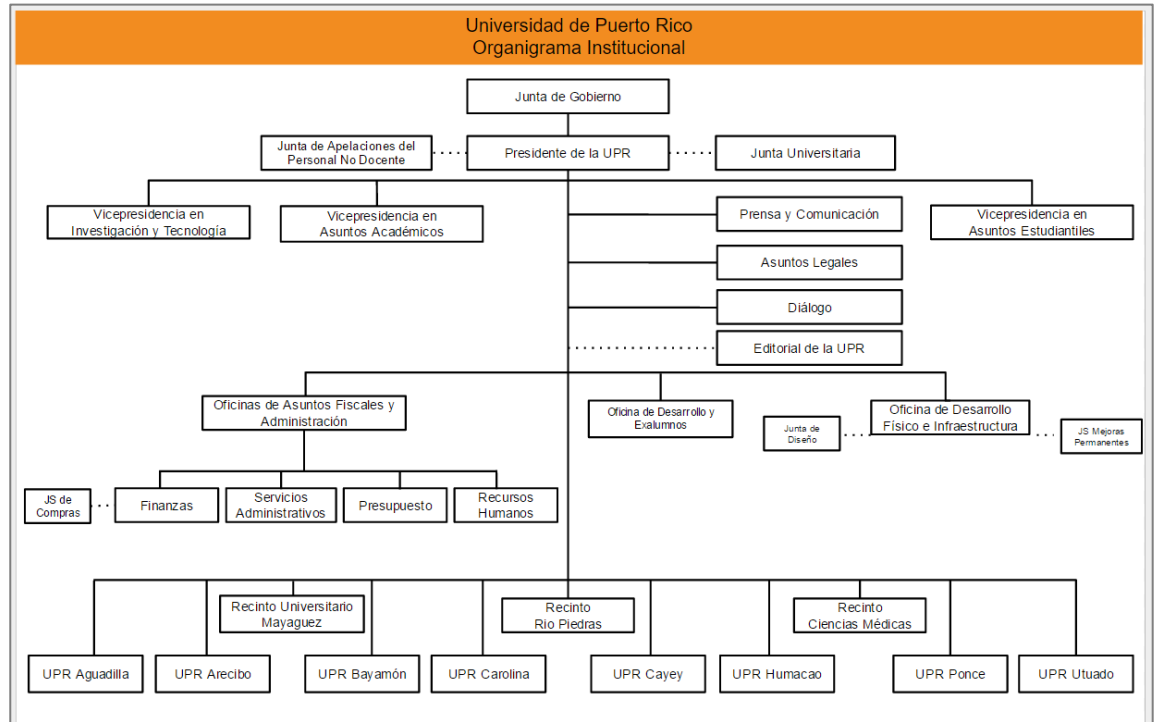 Universidad de Puerto Rico
Organigrama Institucional
Junta de Gobierno
Junta de Apelaciones del
Personal No Docente
Presidente de la UPR
Junta Universitaria
Vicepresidencia en
Investigación y Tecnología
Vicepresidencia en
Asuntos Académicos
Prensa y Comunicación
Vicepresidencia en
Asuntos Estudiantiles
Asuntos Legales
Diálogo
Editorial de la UPR
Oficinas de Asuntos Fiscales y
Administración
Oficina de Desarrollo y
Exalumnos
Junta de
Diseño
Oficina de Desarrollo
Físico e Infraestructura
JS Mejoras
Permanentes
JS de
Compras
Finanzas
Servicios
Administrativos
Presupuesto
Recursos
Humanos
Recinto Universitario
Mayaguez
Recinto
Rio Piedras
Recinto
Ciencias Médicas
UPR Aguadilla
UPR Arecibo
UPR Bayamón
UPR Carolina
UPR Cayey
UPR Humacao
UPR Ponce
UPR Utuado